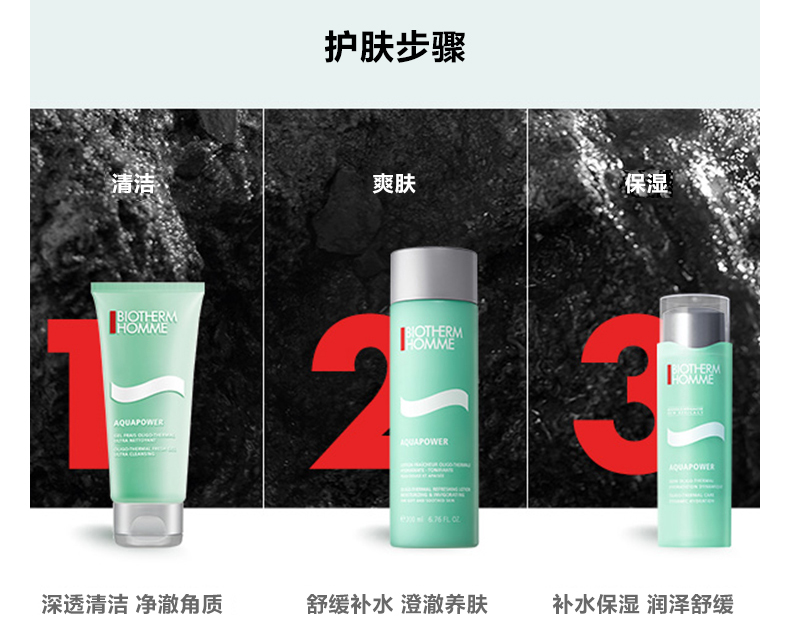 护肤步骤
清洁
爽肤
保湿
1
BIOTHERM
HOMME
AQUAPOWER
2
BIOTHERM
HOMME
AQUAPOWER
3
BIOTHERM
HOMME
AQUAPOWER
深透清洁 净澈角质
舒缓补水 澄澈养肤
补水保湿 润泽舒缓